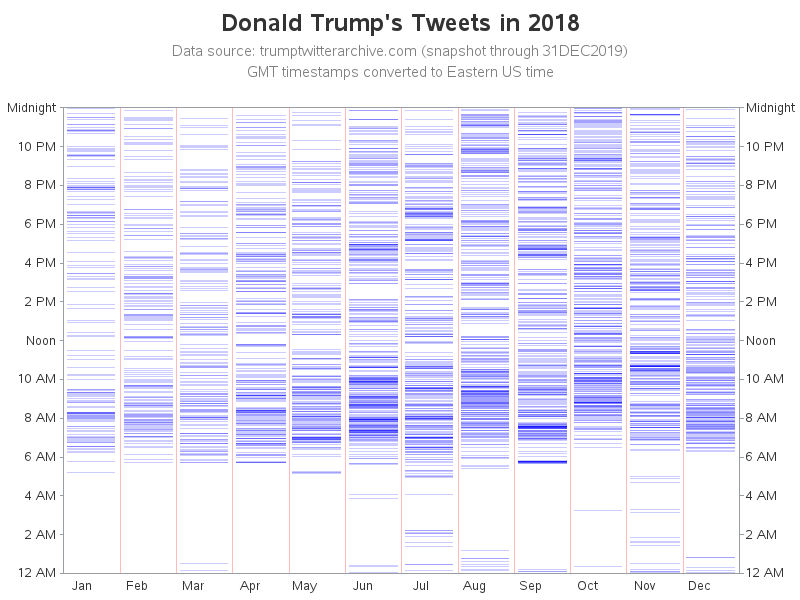 Donald Trump's Tweets in 2018
Data source: trumptwitterarchive.com (snapshot through 31DEC2019)
GMT timestamps converted to Eastern US time
Midnight Midnight
10 PM 10 PM
8 PM 8 PM
6 PM 6 PM
4 PM 4 PM
2 PM 2 PM
Noon Noon
10 AM 10 AM
8 AM 8 AM
6 AM 6 AM
4 AM 4 AM
2 AM 2 AM
12 AM 12 AM
Jan Feb Mar Apr May Jun Jul Aug Sep Oct Nov Dec